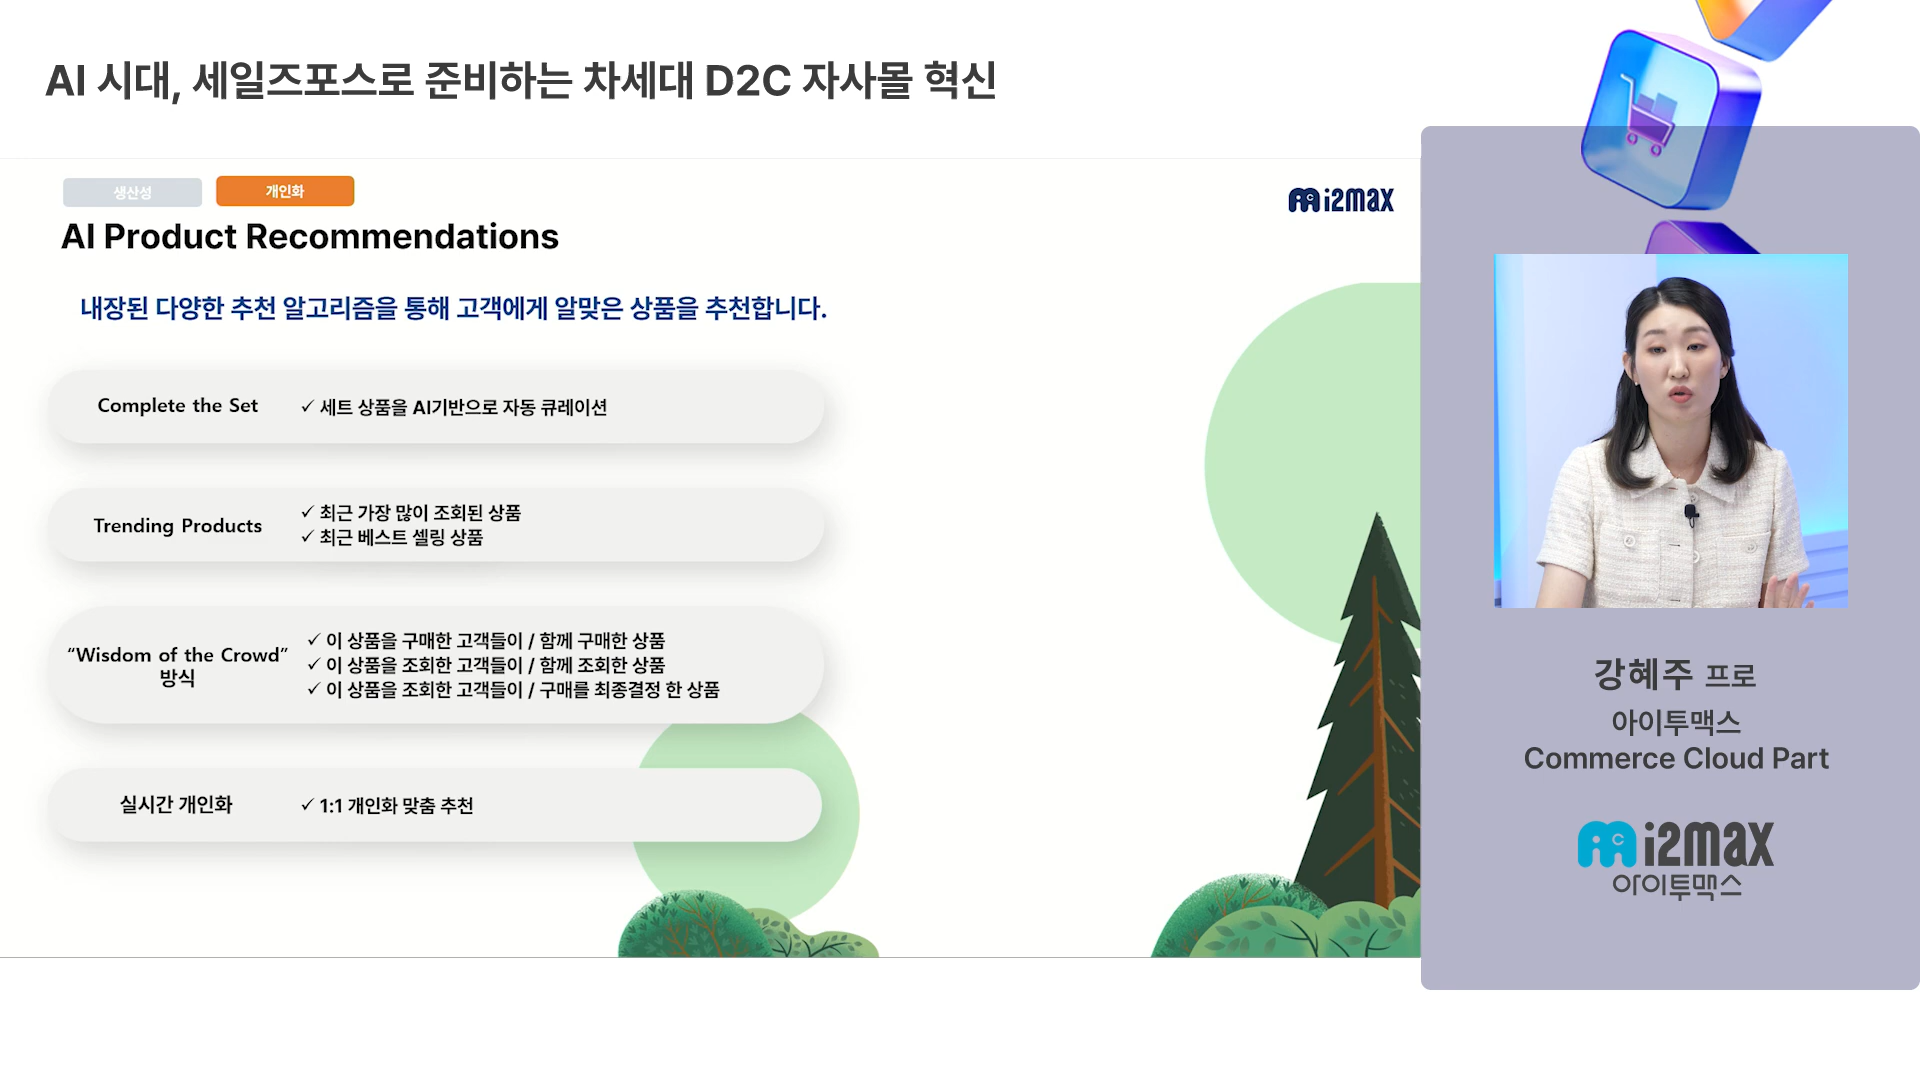 AI 시대, 세일즈포스로 준비하는 차세대 D2C 자사몰 혁신
생산성
개인화
i2max
AI Product Recommendations
내장된 다양한 추천 알고리즘을 통해 고객에게 알맞은 상품을 추천합니다.
Complete the Set
✓ 세트 상품을 AI기반으로 자동 큐레이션
Trending Products
✓ 최근 가장 많이 조회된 상품
✓ 최근 베스트 셀링 상품
“Wisdom of the Crowd”
방식
✓ 이 상품을 구매한 고객들이 / 함께 구매한 상품
✓ 이 상품을 조회한 고객들이 / 함께 조회한 상품
✓ 이 상품을 조회한 고객들이 / 구매를 최종결정 한 상품
실시간 개인화
✓ 1:1 개인화 맞춤 추천
강혜주 프로
아이투맥스
Commerce Cloud Part
i2max
아이투맥스